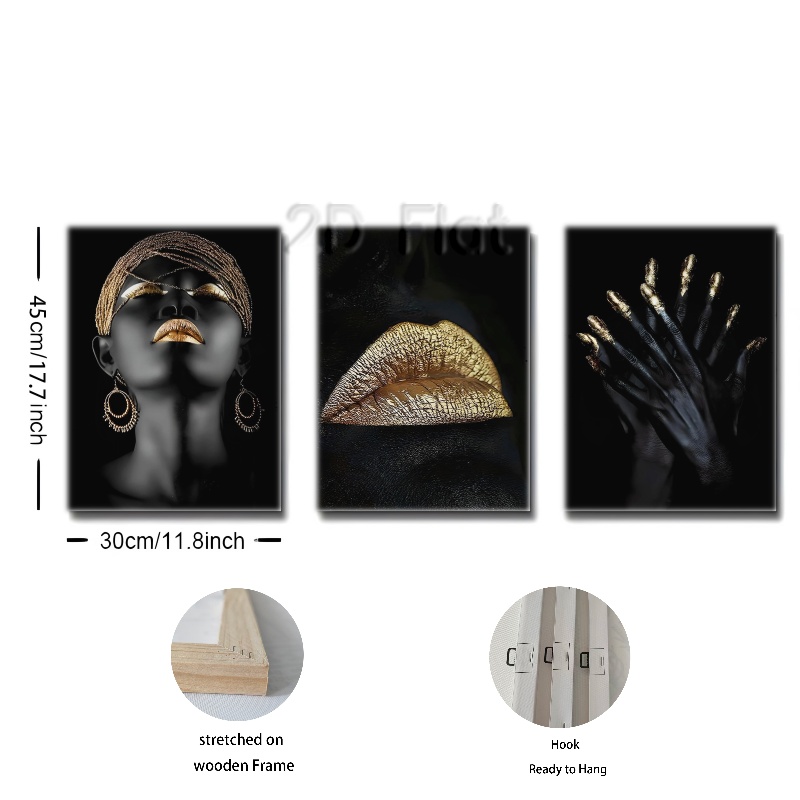 2D Flat
45cm/17.7inch
30cm/11.8inch
stretched on
wooden Frame
Hook
Ready to Hang